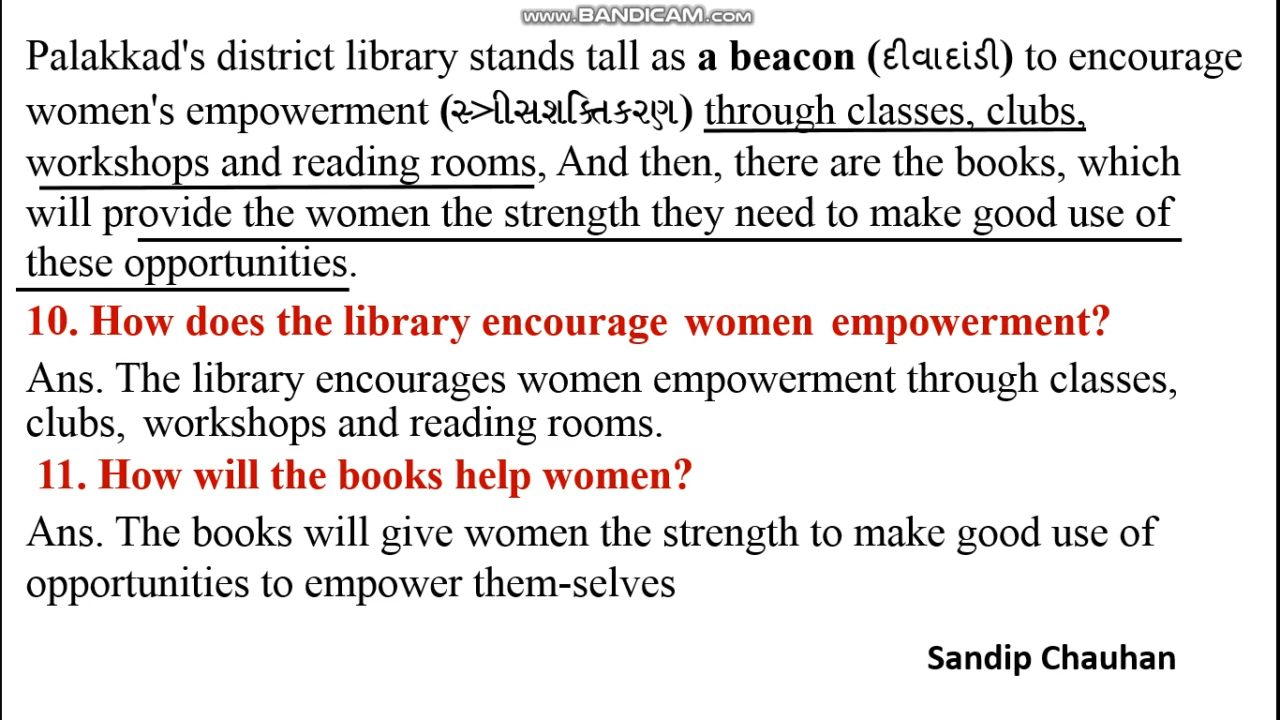 www.BANDICAM.com
Palakkad's district library stands tall as a beacon (દીવાદાંડી) to encourage
women's empowerment (સ્ત્રીસશક્તિકરણ) through classes, clubs,
workshops and reading rooms, And then, there are the books, which
will provide the women the strength they need to make good use of
these opportunities.
10. How does the library encourage women empowerment?
Ans. The library encourages women empowerment through classes,
clubs, workshops and reading rooms.
11. How will the books help women?
Ans. The books will give women the strength to make good use of
opportunities to empower them-selves
Sandip Chauhan